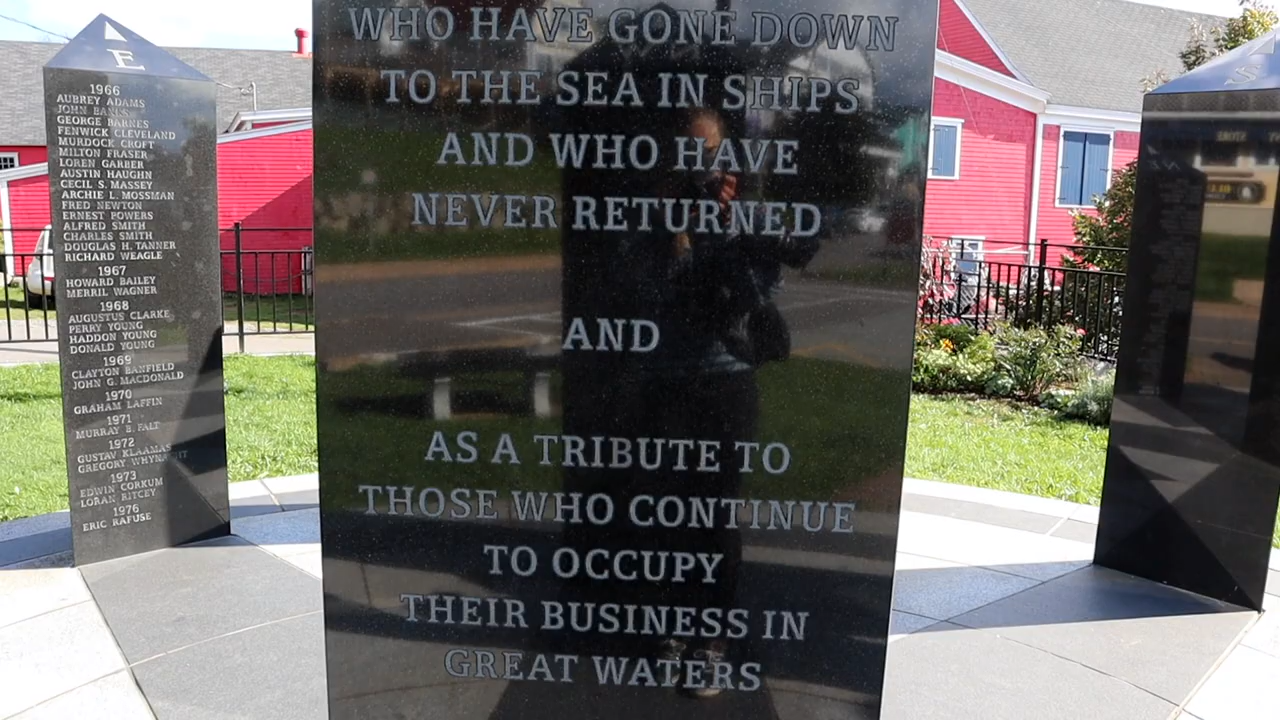 E
1966
AUBREY ADAMS
JOHN BANKS
GEORGE BARNES
FENWICK CLEVELAND
MURDOCK CROFT
MILTON FRASER
LOREN GARBER
AUSTIN HAUGHN
CECIL S. MASSEY
ARCHIE L. MOSSMAN
FRED NEWTON
ERNEST POWERS
ALFRED SMITH
CHARLES SMITH
DOUGLAS H. TANNER
RICHARD WEAGLE
1967
HOWARD BAILEY
MERRIL WAGNER
1968
AUGUSTUS CLARKE
PERRY YOUNG
HADDON YOUNG
DONALD YOUNG
1969
CLAYTON BANFIELD
JOHN G. MACDONALD
1970
GRAHAM LAFFIN
1971
MURRAY B. FALT
1972
GUSTAV KLAAMAS
GREGORY WHYNACHT
1973
EDWIN CORKUM
LORAN RITCEY
1976
ERIC RAFUSE
WHO HAVE GONE DOWN
TO THE SEA IN SHIPS
AND WHO HAVE
NEVER RETURNED
AND
AS A TRIBUTE TO
THOSE WHO CONTINUE
TO OCCUPY
THEIR BUSINESS IN
GREAT WATERS
S